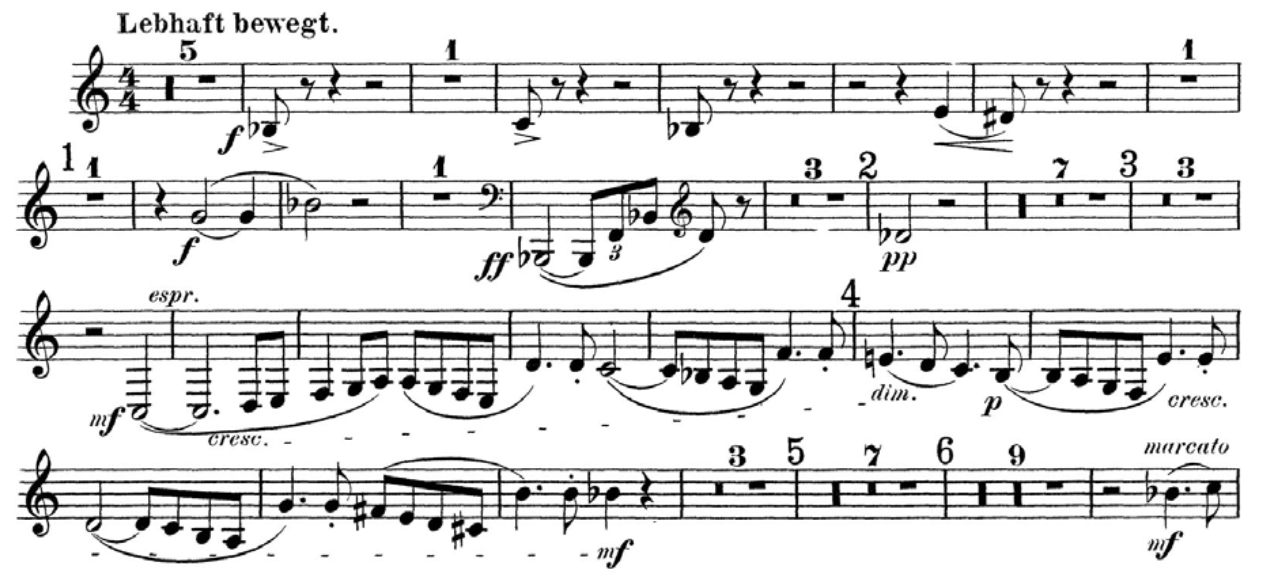 Lebhaft bewegt.
5 1 1
4
4
f
1 1 1 3 2 7 3 3
f ff 3 pp
espr. 4
mf cresc. dim. p cresc.
3 5 7 6 9 marcato
mf mf